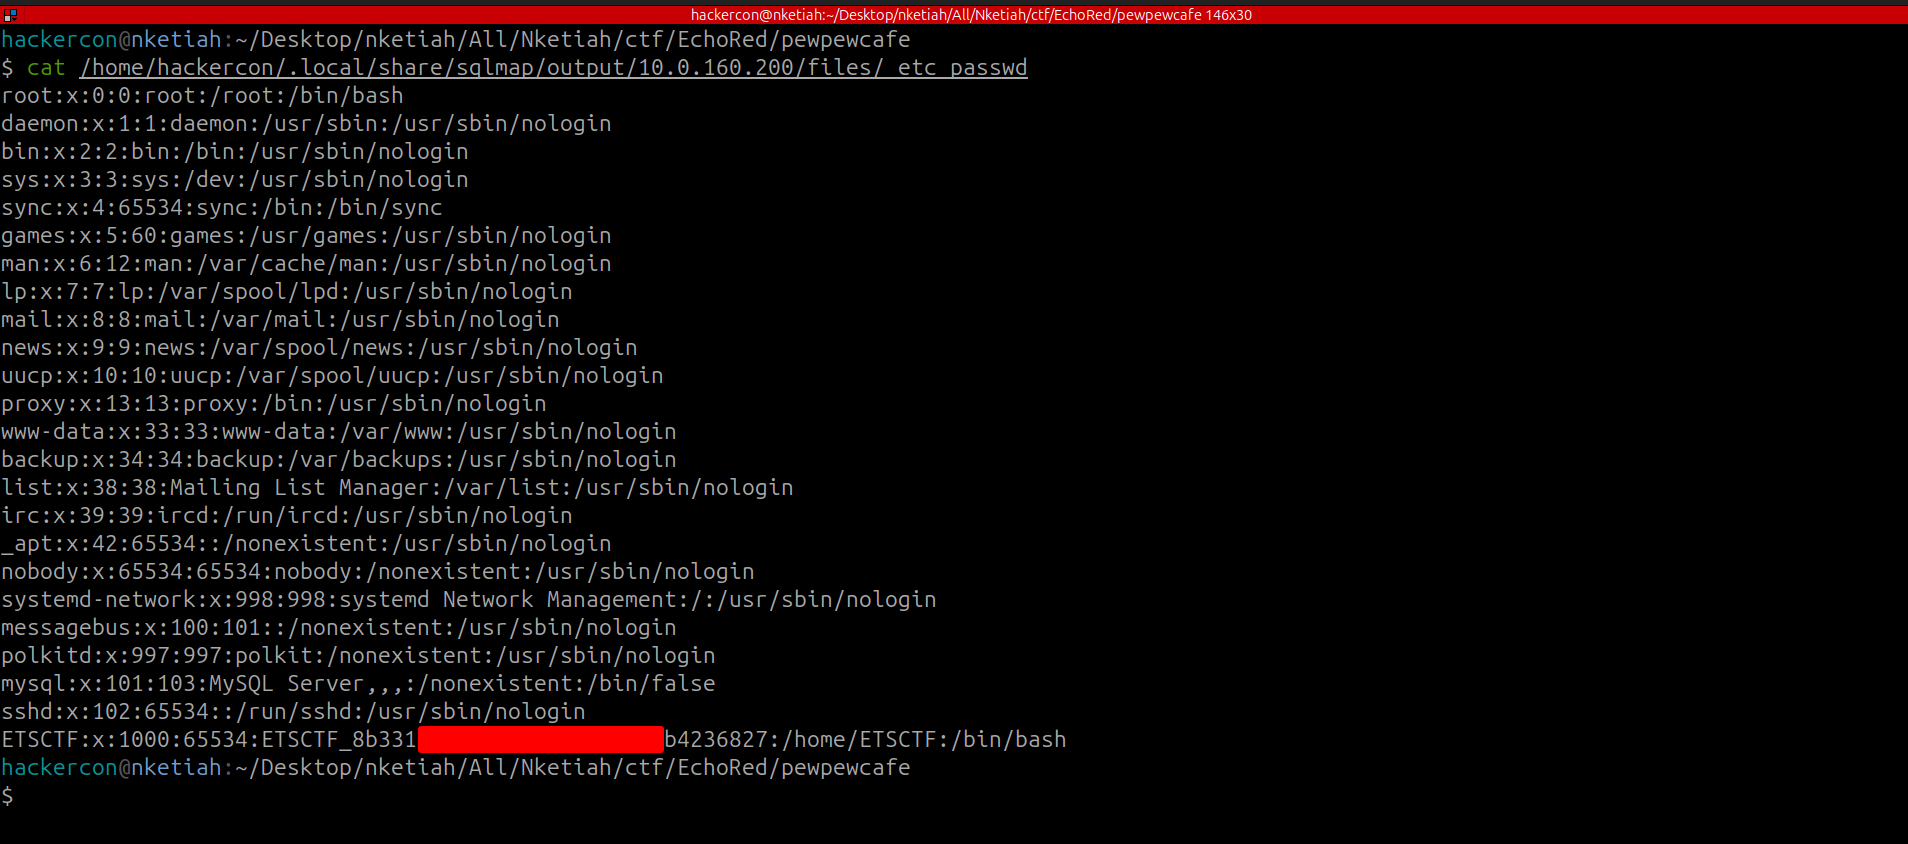 hackercon@nketiah:~/Desktop/nketiah/All/Nketiah/ctf/EchoRed/pewpewcafe 146x30
hackercon@nketiah:~/Desktop/nketiah/All/Nketiah/ctf/EchoRed/pewpewcafe
$ cat /home/hackercon/.local/share/sqlmap/output/10.0.160.200/files/_etc_passwd
root:x:0:0:root:/root:/bin/bash
daemon:x:1:1:daemon:/usr/sbin:/usr/sbin/nologin
bin:x:2:2:bin:/bin:/usr/sbin/nologin
sys:x:3:3:sys:/dev:/usr/sbin/nologin
sync:x:4:65534:sync:/bin:/bin/sync
games:x:5:60:games:/usr/games:/usr/sbin/nologin
man:x:6:12:man:/var/cache/man:/usr/sbin/nologin
lp:x:7:7:lp:/var/spool/lpd:/usr/sbin/nologin
mail:x:8:8:mail:/var/mail:/usr/sbin/nologin
news:x:9:9:news:/var/spool/news:/usr/sbin/nologin
uucp:x:10:10:uucp:/var/spool/uucp:/usr/sbin/nologin
proxy:x:13:13:proxy:/bin:/usr/sbin/nologin
www-data:x:33:33:www-data:/var/www:/usr/sbin/nologin
backup:x:34:34:backup:/var/backups:/usr/sbin/nologin
list:x:38:38:Mailing List Manager:/var/list:/usr/sbin/nologin
irc:x:39:39:ircd:/run/ircd:/usr/sbin/nologin
_apt:x:42:65534::/nonexistent:/usr/sbin/nologin
nobody:x:65534:65534:nobody:/nonexistent:/usr/sbin/nologin
systemd-network:x:998:998:systemd Network Management:/:/usr/sbin/nologin
messagebus:x:100:101::/nonexistent:/usr/sbin/nologin
polkitd:x:997:997:polkit:/nonexistent:/usr/sbin/nologin
mysql:x:101:103:MySQL Server,,,:/nonexistent:/bin/false
sshd:x:102:65534::/run/sshd:/usr/sbin/nologin
ETSCTF:x:1000:65534:ETSCTF_8b331 b4236827:/home/ETSCTF:/bin/bash
hackercon@nketiah:~/Desktop/nketiah/All/Nketiah/ctf/EchoRed/pewpewcafe
$